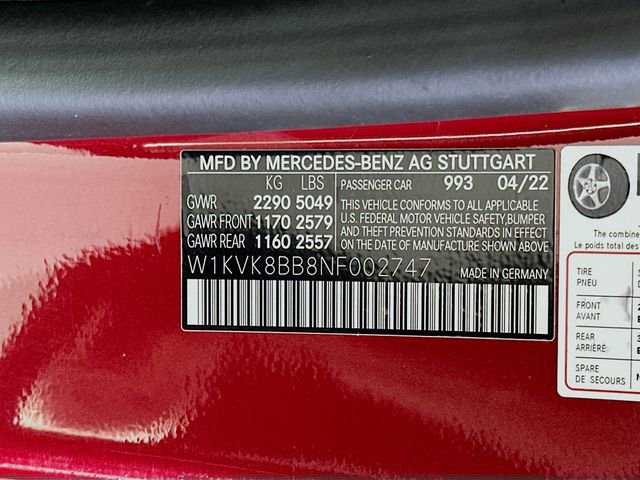 MFD BY MERCEDES-BENZ AG STUTTGART
KG LBS
GVWR 2290 5049
GAWR FRONT 1170 2579
GAWR REAR 1160 2557
PASSENGER CAR 993 04/22
THIS VEHICLE CONFORMS TO ALL APPLICABLE
U.S. FEDERAL MOTOR VEHICLE SAFETY,BUMPER
AND THEFT PREVENTION STANDARDS IN EFFECT
ON THE DATE OF MANUFACTURE SHOWN ABOVE
W1KVK8BB8NF002747
MADE IN GERMANY
The combine
Le poids total des
TIRE
PNEU
FRONT
AVANT
REAR
ARRIÈRE
SPARE
DE SECOURS